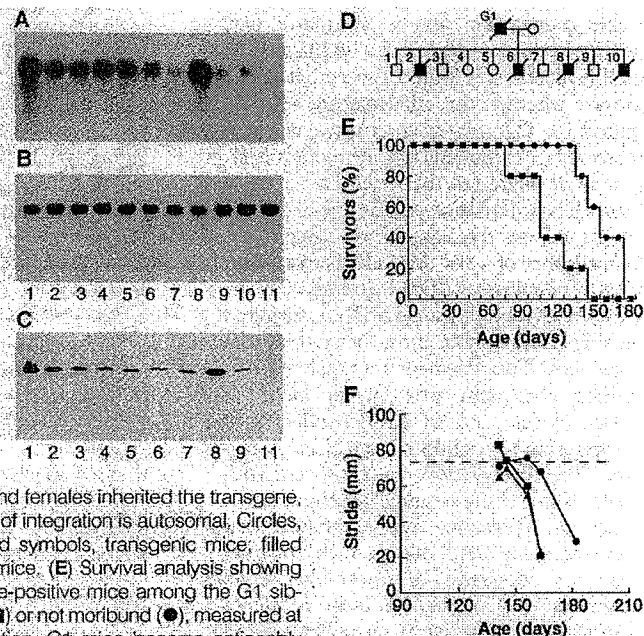 A
B
1 2 3 4 5 6 7 8 9 10 11
C
1 2 3 4 5 6 7 8 9 11
nd females inherited the transgene,
of integration is autosomal. Circles,
d symbols, transgenic mice; filled
mice. (E) Survival analysis showing
e-positive mice among the G1 sib-
) or not moribund (●), measured at
D
G1
1 2 3 4 5 6 7 8 9 10
E
Survivors (%)
100
80
60
40
20
0
0 30 60 90 120 150 180
Age (days)
F
Stride (mm)
100
80
60
40
20
0
90 120 150 180 210
Age (days)